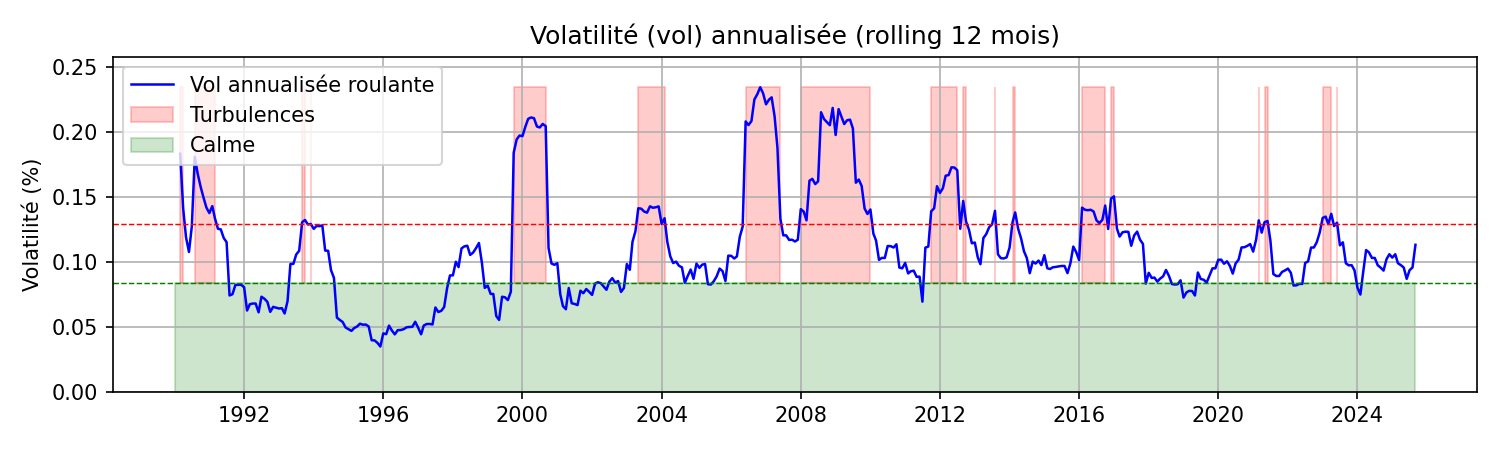 Volatilité (vol) annualisée (rolling 12 mois)
Volatilité (%)
0.25
0.20
0.15
0.10
0.05
0.00
Vol annualisée roulante
Turbulences
Calme
1992 1996 2000 2004 2008 2012 2016 2020 2024